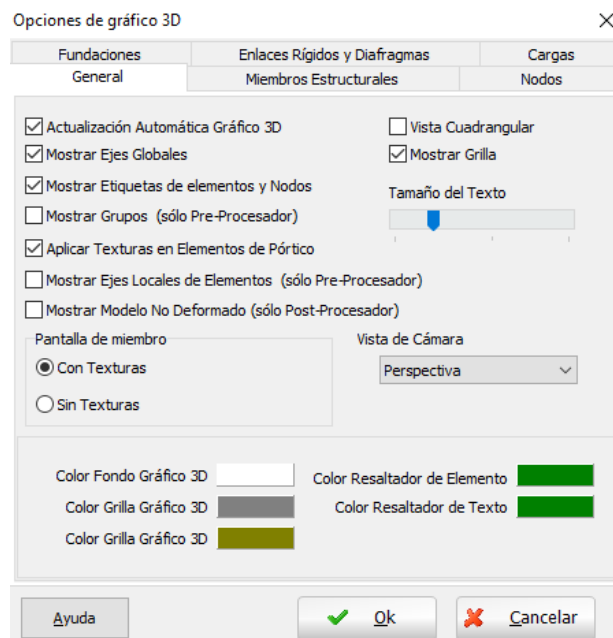 Opciones de gráfico 3D
Fundaciones Enlaces Rígidos y Diafragmas Cargas
General Miembros Estructurales Nodos
Actualización Automática Gráfico 3D Vista Cuadrangular
Mostrar Ejes Globales Mostrar Grilla
Mostrar Etiquetas de elementos y Nodos Tamaño del Texto
Mostrar Grupos (sólo Pre-Procesador)
Aplicar Texturas en Elementos de Pórtico
Mostrar Ejes Locales de Elementos (sólo Pre-Procesador)
Mostrar Modelo No Deformado (sólo Post-Procesador)
Pantalla de miembro Vista de Cámara
Con Texturas Perspectiva
Sin Texturas
Color Fondo Gráfico 3D Color Resaltador de Elemento
Color Grilla Gráfico 3D Color Resaltador de Texto
Color Grilla Gráfico 3D
Ayuda Ok Cancelar